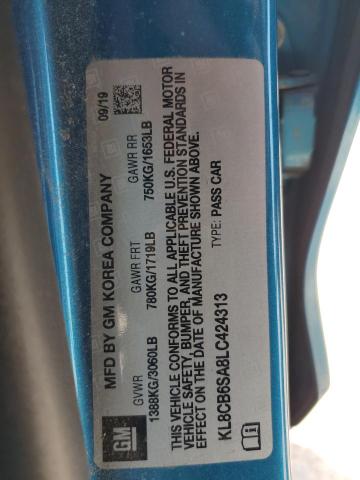 MFD BY GM KOREA COMPANY 09/19
GVWR GAWR FRT GAWR RR
1388KG/3060LB 780KG/1719LB 750KG/1653LB
THIS VEHICLE CONFORMS TO ALL APPLICABLE U.S. FEDERAL MOTOR
VEHICLE SAFETY, BUMPER, AND THEFT PREVENTION STANDARDS IN
EFFECT ON THE DATE OF MANUFACTURE SHOWN ABOVE.
KL8CB6SA8LC424313 TYPE: PASS CAR
GM